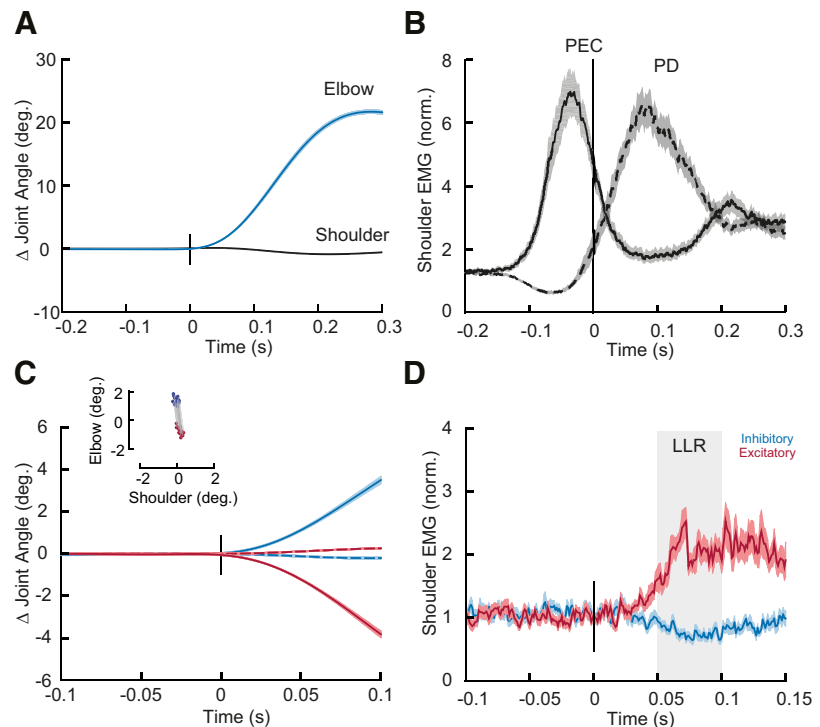 A
Δ Joint Angle (deg.)
30
20
10
0
-10
Elbow
Shoulder
-0.2 -0.1 0 0.1 0.2 0.3
Time (s)
B
Shoulder EMG (norm.)
8
6
4
2
0
PEC
PD
-0.2 -0.1 0 0.1 0.2 0.3
Time (s)
C
Δ Joint Angle (deg.)
6
4
2
0
-2
-4
-6
Elbow (deg.)
2
0
-2
-2 0 2
Shoulder (deg.)
-0.1 -0.05 0 0.05 0.1
Time (s)
D
Shoulder EMG (norm.)
4
3
2
1
0
LLR
Inhibitory
Excitatory
-0.1 -0.05 0 0.05 0.1 0.15
Time (s)